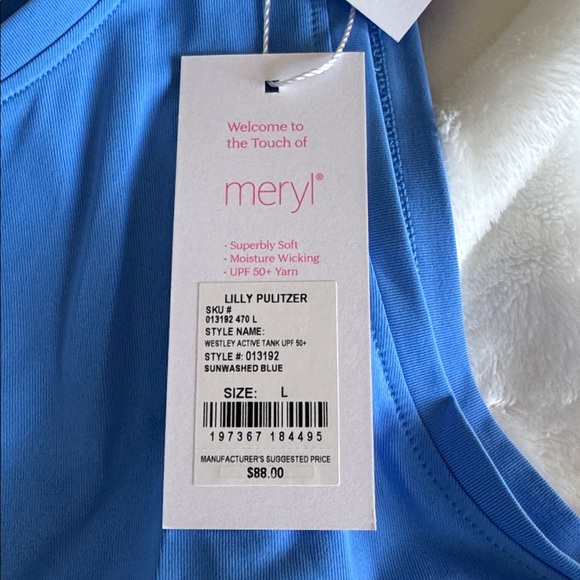 Welcome to
the Touch of
meryl®
- Superbly Soft
- Moisture Wicking
- UPF 50+ Yarn
LILLY PULITZER
SKU #
013192 470 L
STYLE NAME:
WESTLEY ACTIVE TANK UPF 50+
STYLE #: 013192
SUNWASHED BLUE
SIZE: L
197367 184495
MANUFACTURER'S SUGGESTED PRICE
$88.00